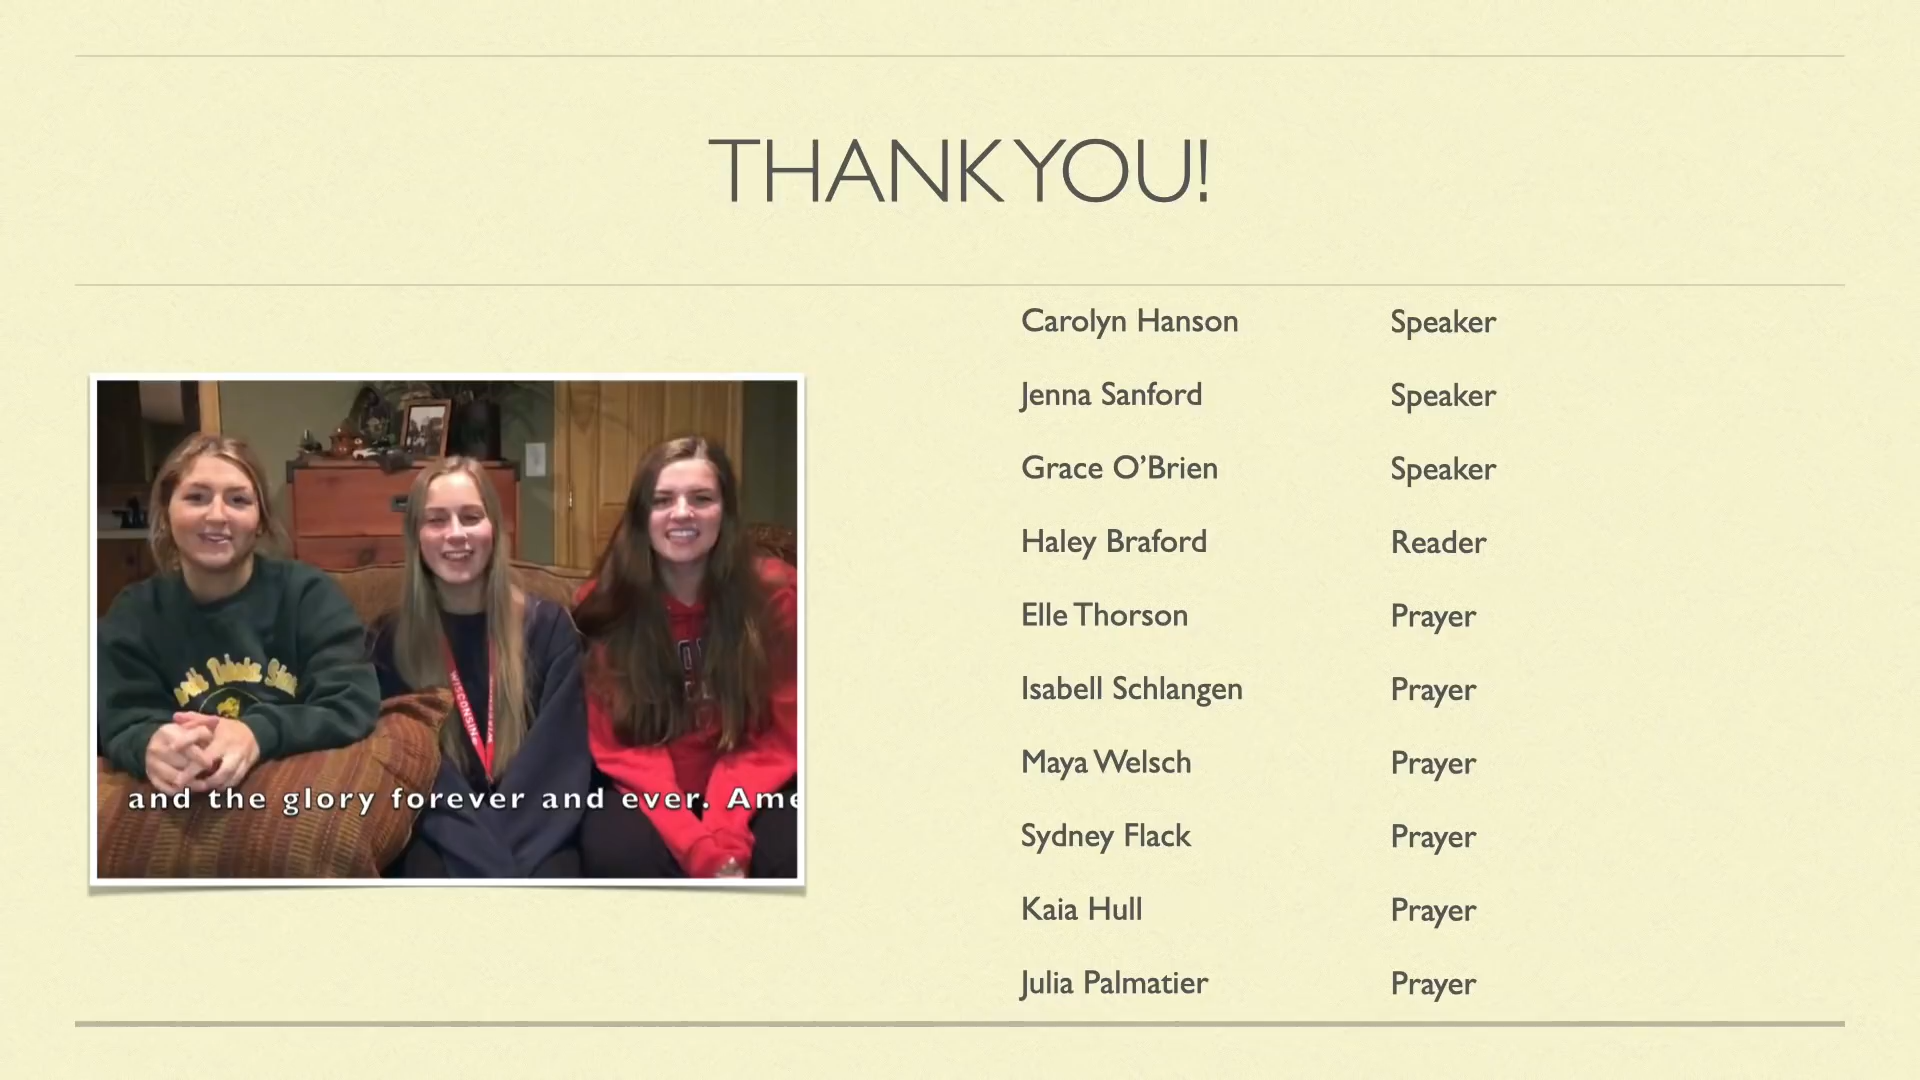 THANK YOU!
Carolyn Hanson Speaker
Jenna Sanford Speaker
Grace O’Brien Speaker
Haley Braford Reader
Elle Thorson Prayer
Isabell Schlangen Prayer
Maya Welsch Prayer
Sydney Flack Prayer
Kaia Hull Prayer
Julia Palmatier Prayer
WISCONSIN
and the glory forever and ever. Ame